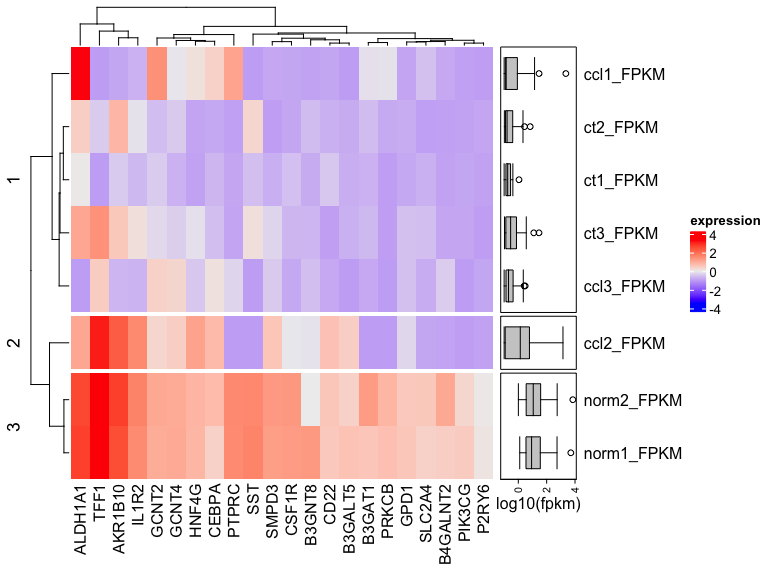 1
2
3
ccl1_FPKM
ct2_FPKM
ct1_FPKM
ct3_FPKM
ccl3_FPKM
ccl2_FPKM
norm2_FPKM
norm1_FPKM
expression
4
2
0
-2
-4
ALDH1A1
TFF1
AKR1B10
IL1R2
GCNT2
GCNT4
HNF4G
CEBPA
PTPRC
SST
SMPD3
CSF1R
B3GNT8
CD22
B3GALT5
B3GAT1
PRKCB
GPD1
SLC2A4
B4GALNT2
PIK3CG
P2RY6
0
2
4
log10(fpkm)